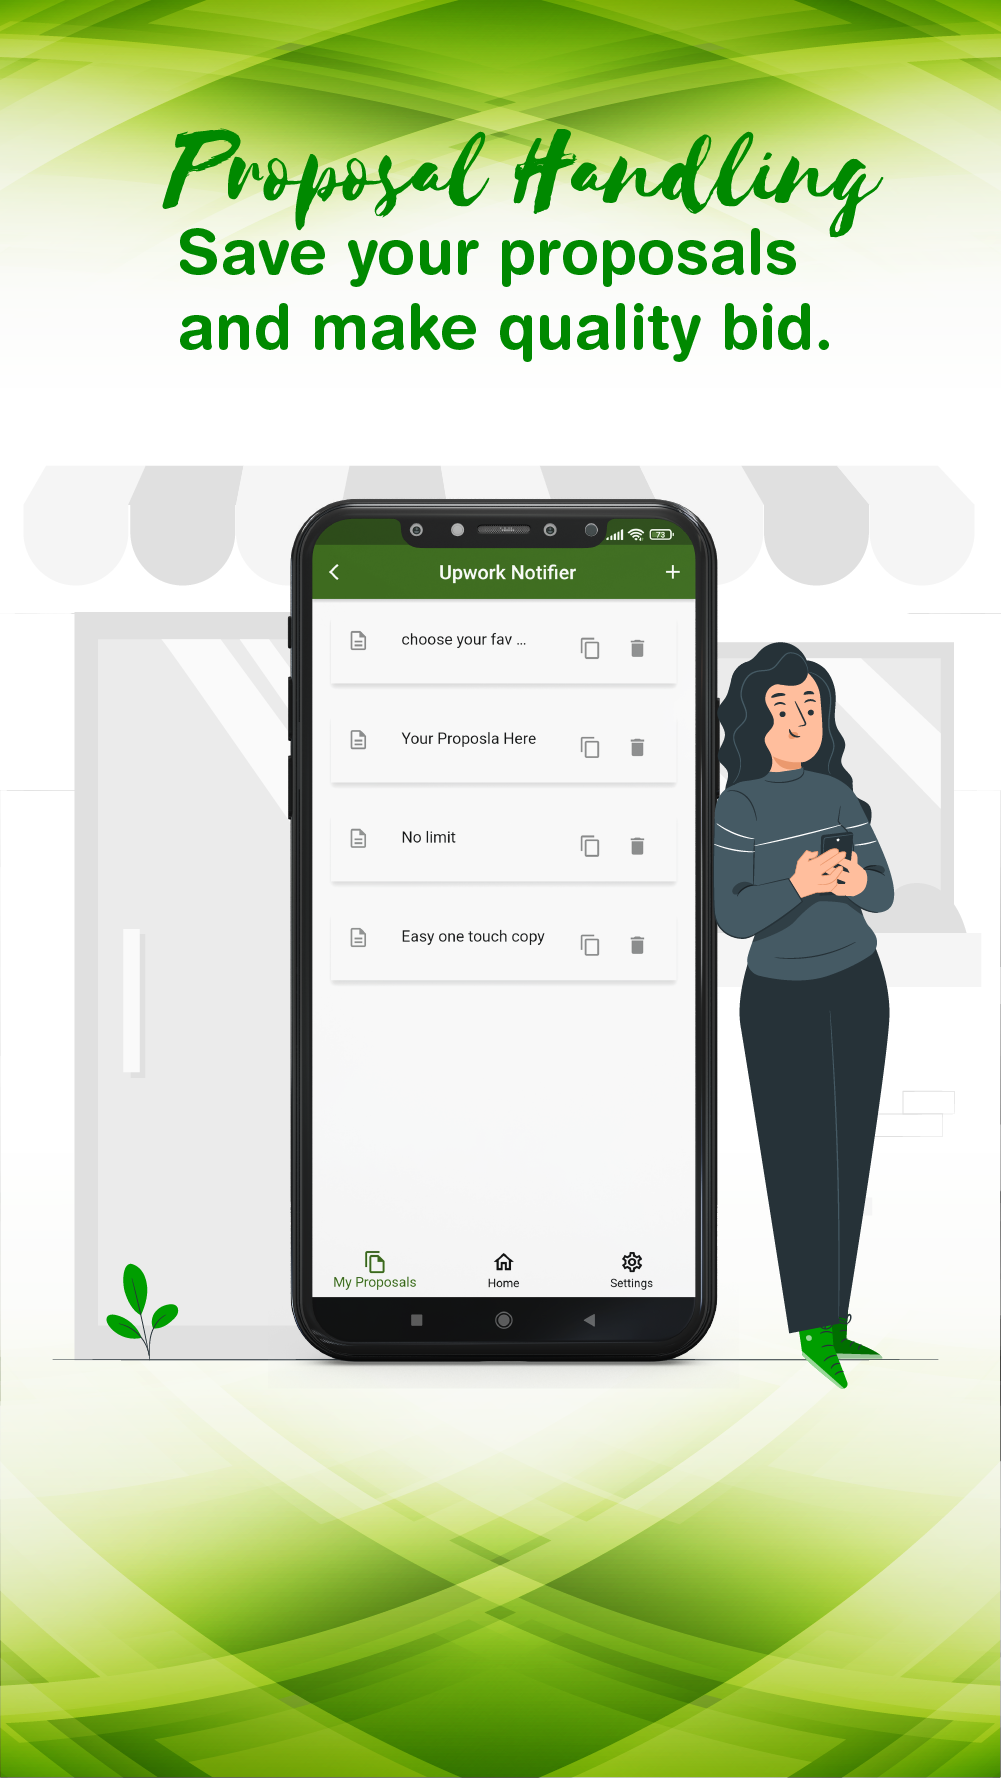 Proposal Handling
Save your proposals
and make quality bid.
73
Upwork Notifier
choose your fav ...
Your Proposla Here
No limit
Easy one touch copy
My Proposals
Home
Settings